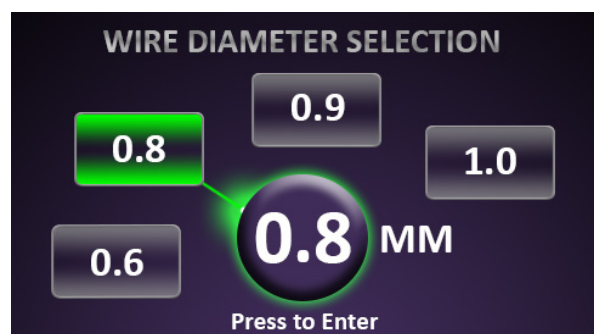 WIRE DIAMETER SELECTION
0.9
0.8
1.0
0.8 MM
0.6
Press to Enter